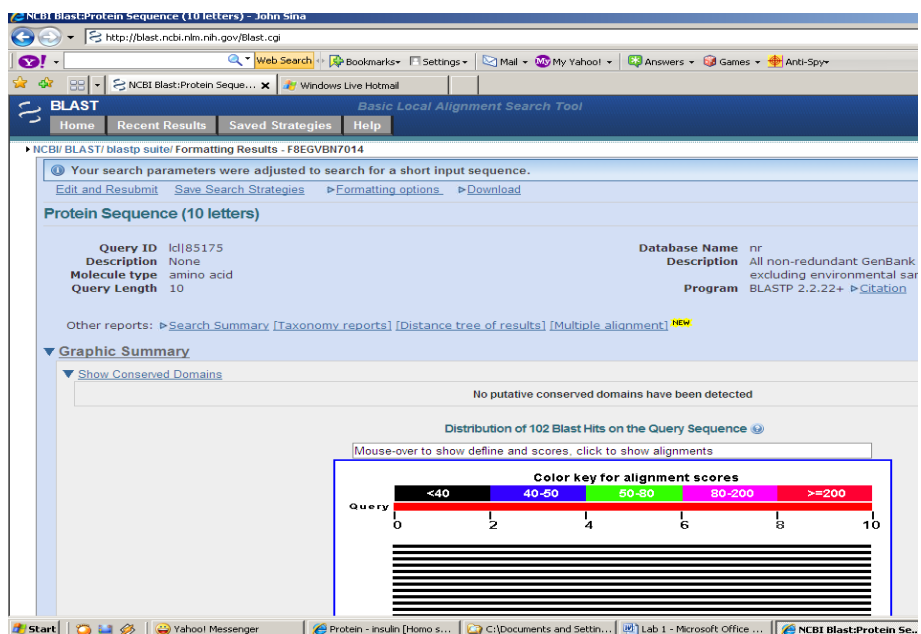 NCBI Blast:Protein Sequence (10 letters) - John Sina
http://blast.ncbi.nlm.nih.gov/Blast.cgi
Web Search Bookmarks Settings Mail My Yahoo! Answers Games Anti-Spy
NCBI Blast:Protein Seque... Windows Live Hotmail
BLAST Basic Local Alignment Search Tool
Home Recent Results Saved Strategies Help
NCBI/ BLAST/ blastp suite/ Formatting Results - F8EGVBN7014
Your search parameters were adjusted to search for a short input sequence.
Edit and Resubmit Save Search Strategies Formatting options Download
Protein Sequence (10 letters)
Query ID lcl|85175
Description None
Molecule type amino acid
Query Length 10
Database Name nr
Description All non-redundant GenBank
excluding environmental sar
Program BLASTP 2.2.22+ Citation
Other reports: Search Summary [Taxonomy reports] [Distance tree of results] [Multiple alignment] NEW
Graphic Summary
Show Conserved Domains
No putative conserved domains have been detected
Distribution of 102 Blast Hits on the Query Sequence
Mouse-over to show defline and scores, click to show alignments
Color key for alignment scores
<40 40-50 50-80 80-200 >=200
Query
0 2 4 6 8 10
Start Yahoo! Messenger Protein - insulin [Homo s... C:\Documents and Settin... Lab 1 - Microsoft Office ... NCBI Blast:Protein Se...